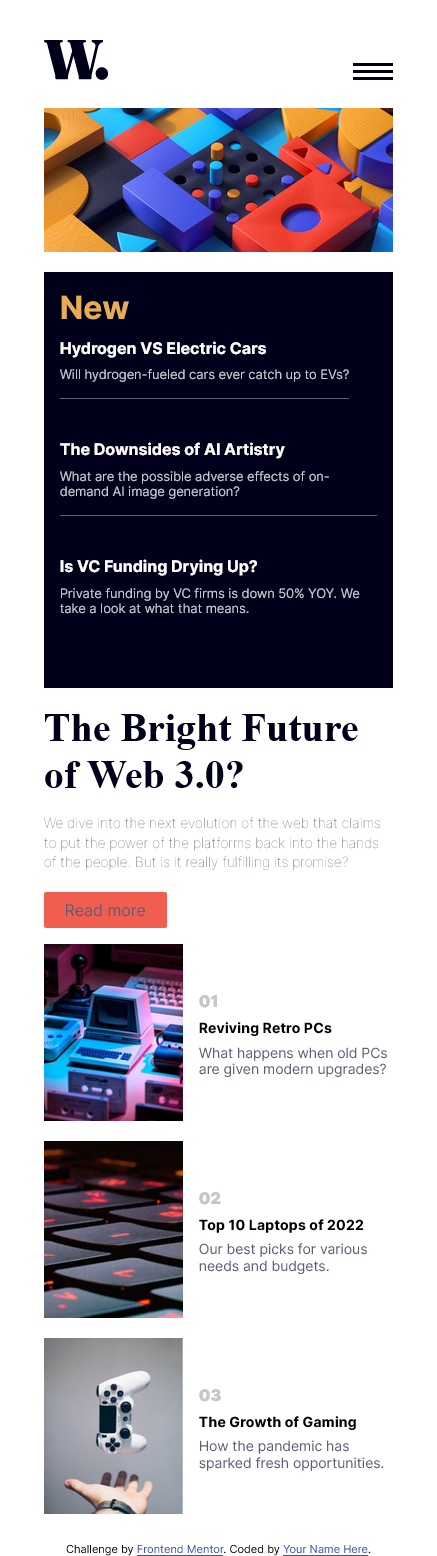 W.
New
Hydrogen VS Electric Cars
Will hydrogen-fueled cars ever catch up to EVs?
The Downsides of AI Artistry
What are the possible adverse effects of on-
demand AI image generation?
Is VC Funding Drying Up?
Private funding by VC firms is down 50% YOY. We
take a look at what that means.
The Bright Future
of Web 3.0?
We dive into the next evolution of the web that claims
to put the power of the platforms back into the hands
of the people. But is it really fulfilling its promise?
Read more
01
Reviving Retro PCs
What happens when old PCs
are given modern upgrades?
02
Top 10 Laptops of 2022
Our best picks for various
needs and budgets.
03
The Growth of Gaming
How the pandemic has
sparked fresh opportunities.
Challenge by Frontend Mentor. Coded by Your Name Here.